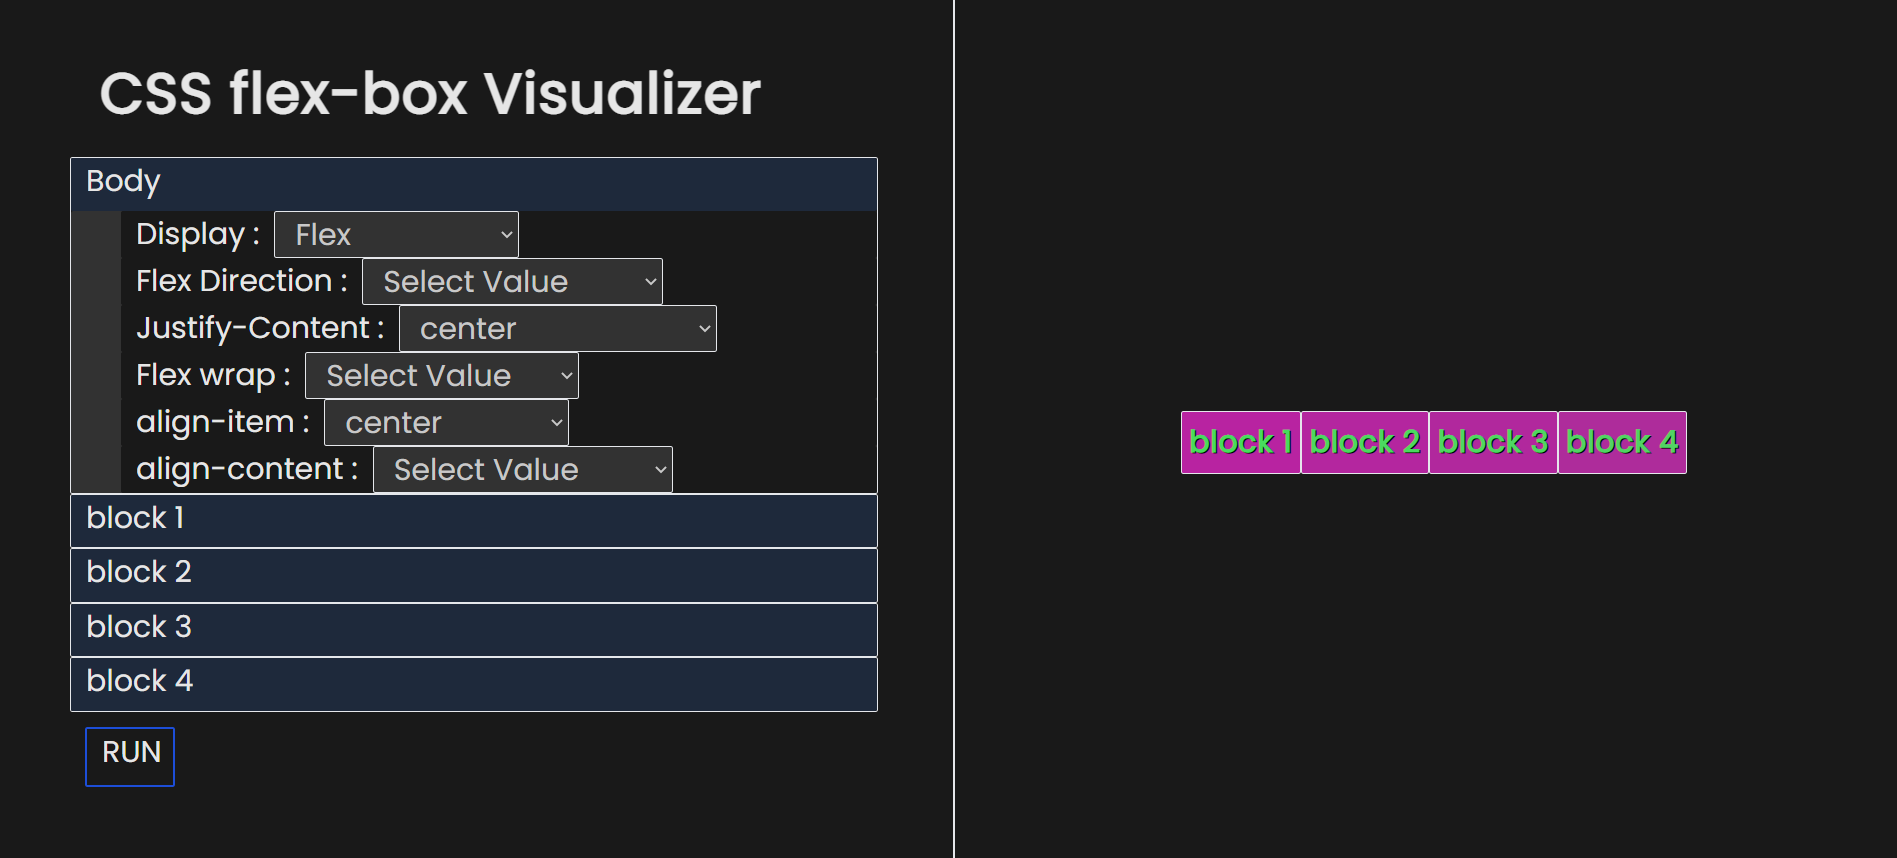 CSS flex-box Visualizer
Body
Display : Flex
Flex Direction : Select Value
Justify-Content : center
Flex wrap : Select Value
align-item : center
align-content : Select Value
block 1
block 2
block 3
block 4
RUN
block 1 block 2 block 3 block 4